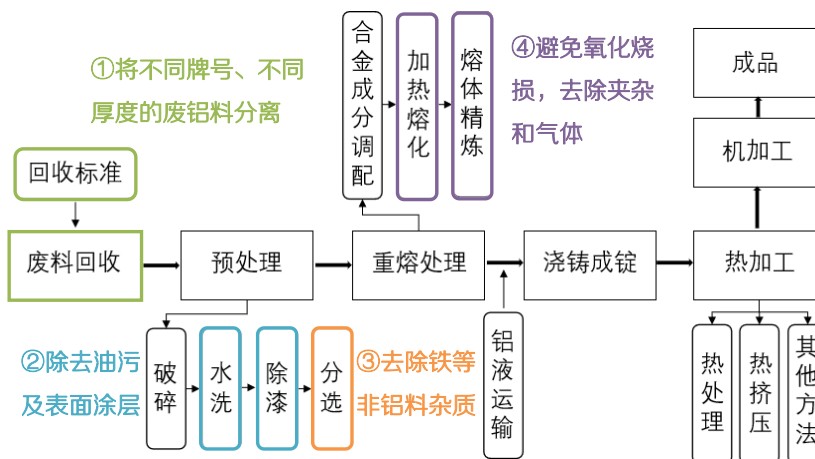 ①将不同牌号、不同
厚度的废铝料分离
合金成分调配
加热熔化
熔体精炼
④避免氧化烧
损，去除夹杂
和气体
成品
机加工
回收标准
废料回收
预处理
重熔处理
浇铸成锭
热加工
②除去油污
及表面涂层
破碎
水洗
除漆
分选
③去除铁等
非铝料杂质
铝液运输
热处理
热挤压
其他方法